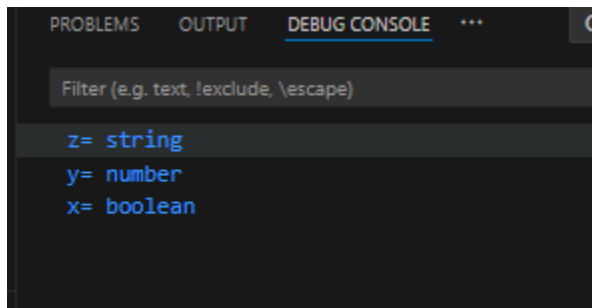 PROBLEMS OUTPUT DEBUG CONSOLE ···
Filter (e.g. text, !exclude, \escape)
z= string
y= number
x= boolean